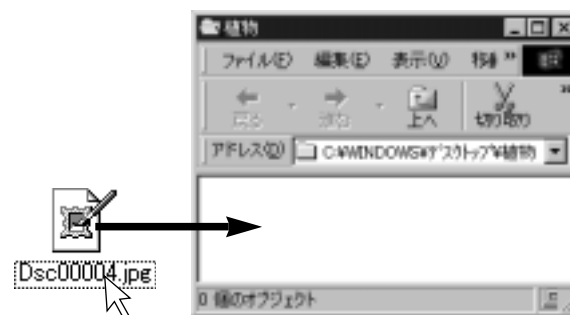 植物
ファイル(F) 編集(E) 表示(V) 移動 »
戻る 進む 上へ 切り取り »
アドレス(D) C:¥WINDOWS¥デスクトップ¥植物
Dsc00004.jpg
0 個のオブジェクト